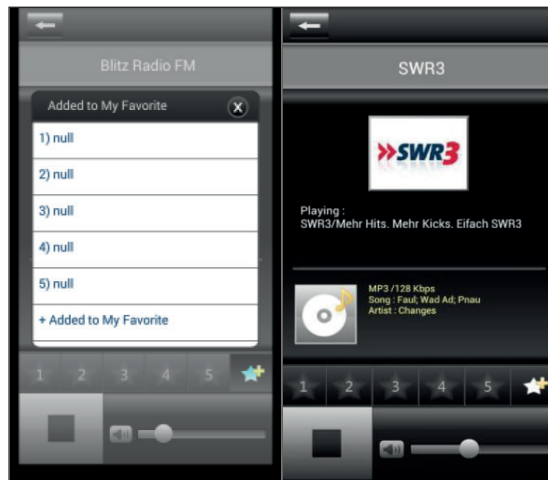 Blitz Radio FM
Added to My Favorite
X
1) null
2) null
3) null
4) null
5) null
+ Added to My Favorite
1 2 3 4 5
SWR3
»SWR3
Playing :
SWR3/Mehr Hits. Mehr Kicks. Eifach SWR3
MP3 /128 Kbps
Song : Faul; Wad Ad; Pnau
Artist : Changes
1 2 3 4 5